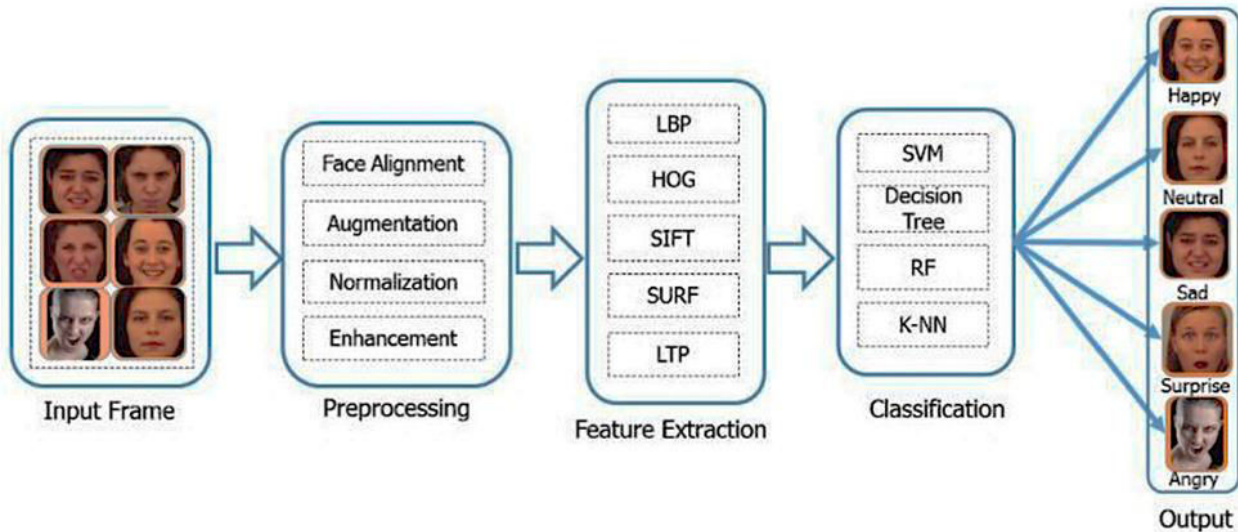 Input Frame
Face Alignment
Augmentation
Normalization
Enhancement
Preprocessing
LBP
HOG
SIFT
SURF
LTP
Feature Extraction
SVM
Decision
Tree
RF
K-NN
Classification
Happy
Neutral
Sad
Surprise
Angry
Output